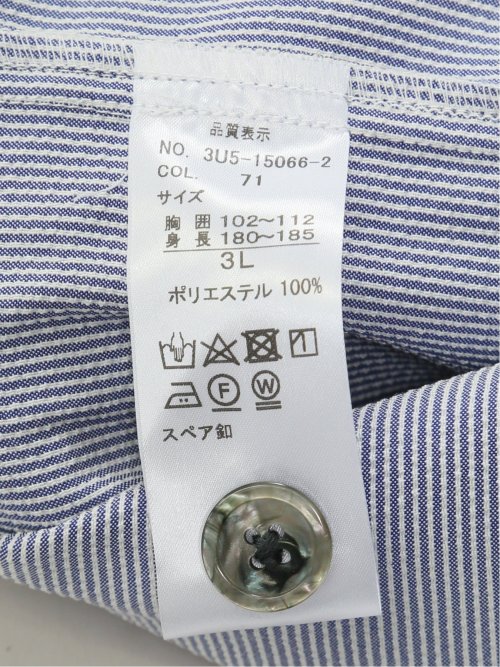 品質表示
NO. 3U5-15066-2
COL. 71
サイズ
胸 囲 102～112
身 長 180～185
3L
ポリエステル 100%
F W
スペア釦